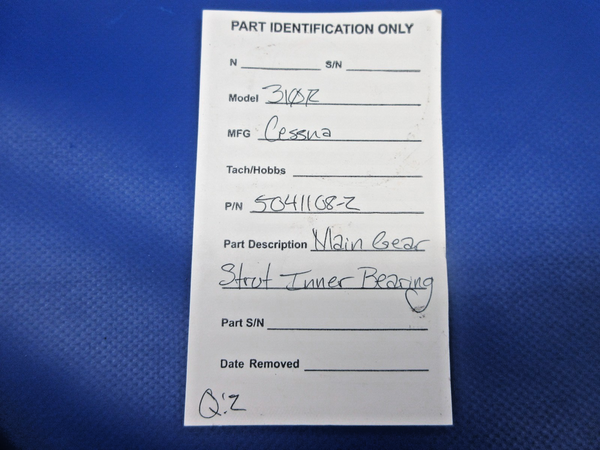 PART IDENTIFICATION ONLY
N S/N
Model 310R
MFG Cessna
Tach/Hobbs
P/N 5041108-2
Part Description Main Gear
Strut Inner Bearing
Part S/N
Date Removed
Q:2